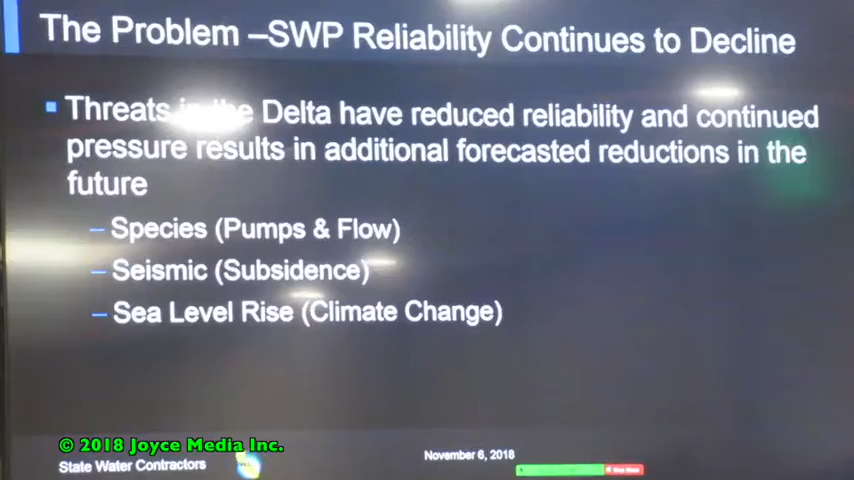 The Problem –SWP Reliability Continues to Decline
Threats in the Delta have reduced reliability and continued
pressure results in additional forecasted reductions in the
future
– Species (Pumps & Flow)
– Seismic (Subsidence)
– Sea Level Rise (Climate Change)
© 2018 Joyce Media Inc.
State Water Contractors
November 6, 2018